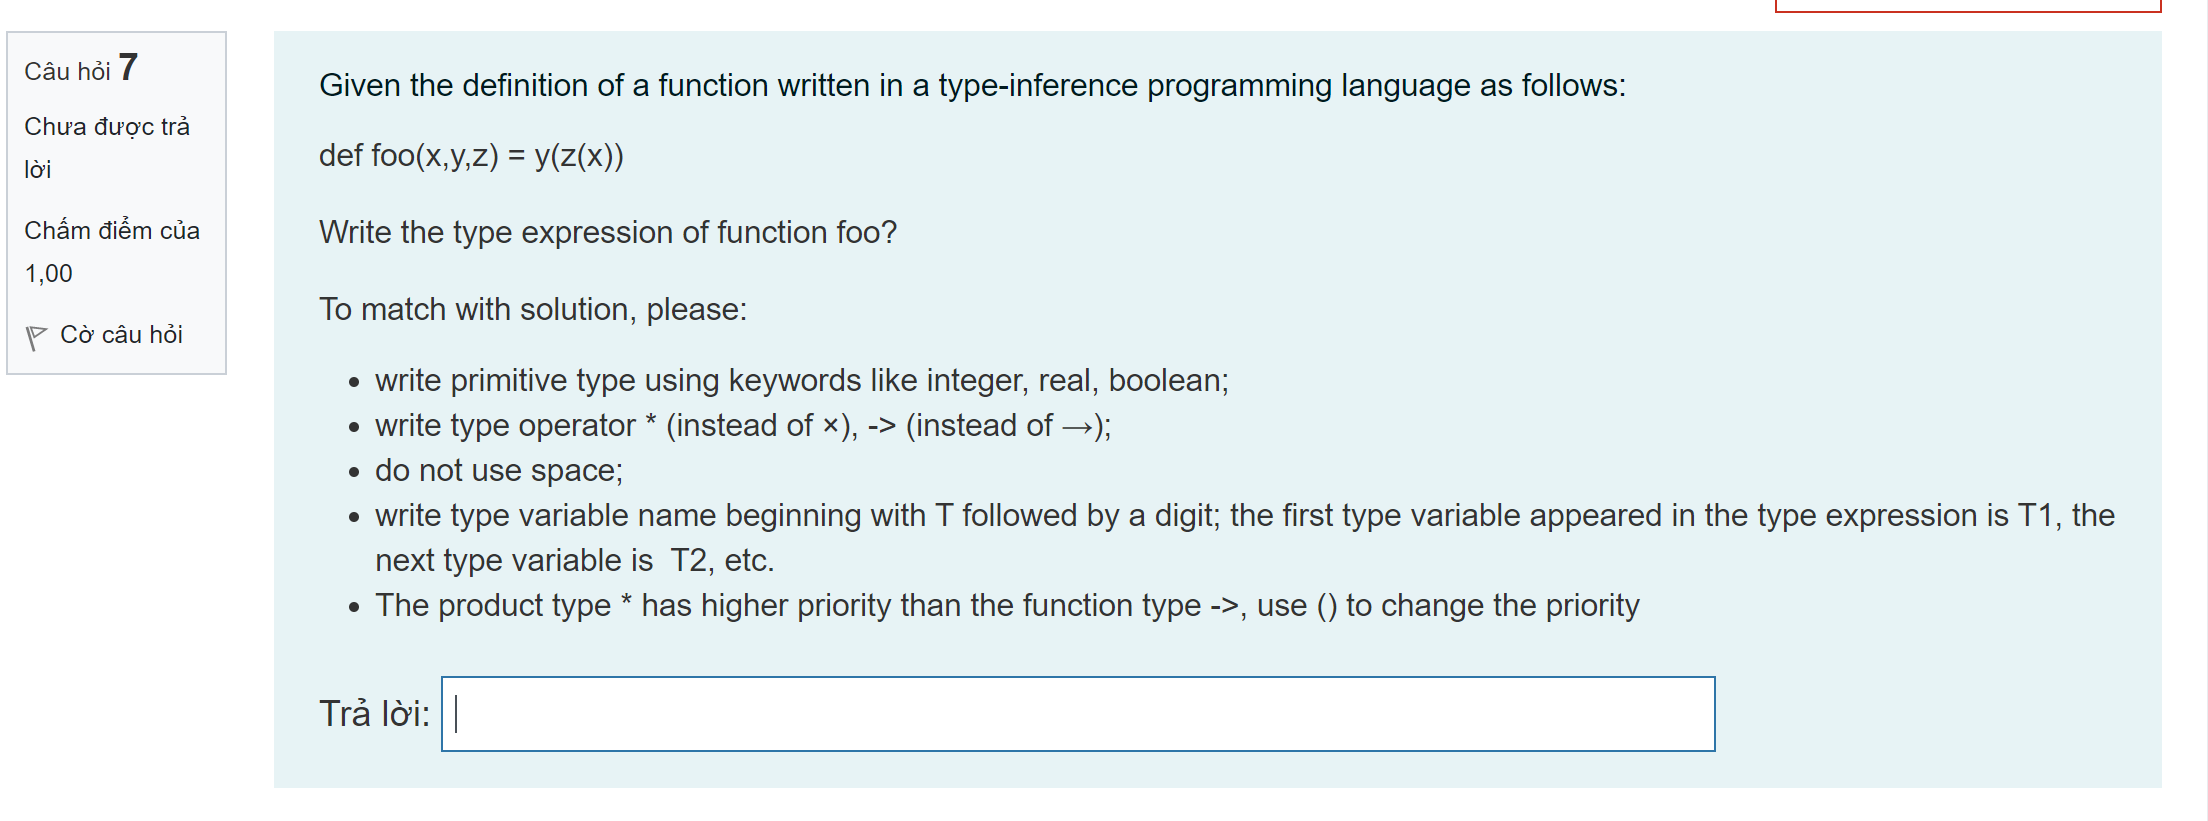 Câu hỏi 7
Chưa được trả
lời
Chấm điểm của
1,00
Cờ câu hỏi
Given the definition of a function written in a type-inference programming language as follows:
def foo(x,y,z) = y(z(x))
Write the type expression of function foo?
To match with solution, please:
• write primitive type using keywords like integer, real, boolean;
• write type operator * (instead of ×), -> (instead of →);
• do not use space;
• write type variable name beginning with T followed by a digit; the first type variable appeared in the type expression is T1, the
next type variable is T2, etc.
• The product type * has higher priority than the function type ->, use () to change the priority
Trả lời: